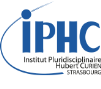 iPHC
Institut Pluridisciplinaire
Hubert CURIEN
STRASBOURG